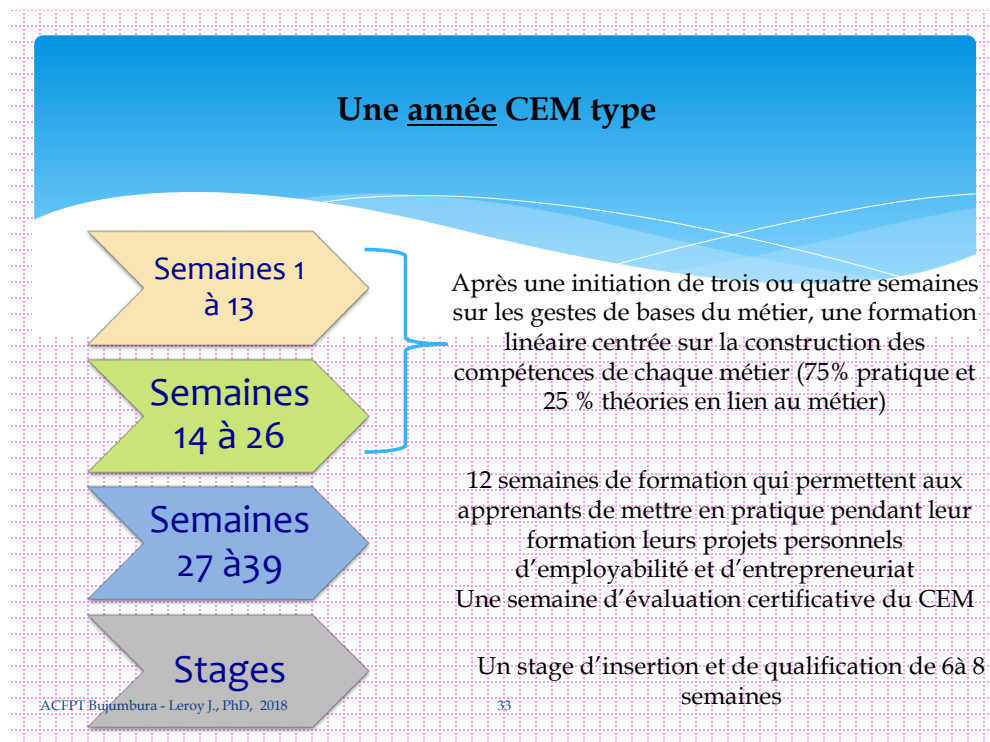 Une année CEM type
Semaines 1
à 13
Après une initiation de trois ou quatre semaines
sur les gestes de bases du métier, une formation
linéaire centrée sur la construction des
compétences de chaque métier (75% pratique et
25 % théories en lien au métier)
Semaines
14 à 26
Semaines
27 à39
12 semaines de formation qui permettent aux
apprenants de mettre en pratique pendant leur
formation leurs projets personnels
d’employabilité et d’entrepreneuriat
Une semaine d’évaluation certificative du CEM
Stages
Un stage d’insertion et de qualification de 6à 8
semaines
ACFPT Bujumbura - Leroy J., PhD, 2018
33